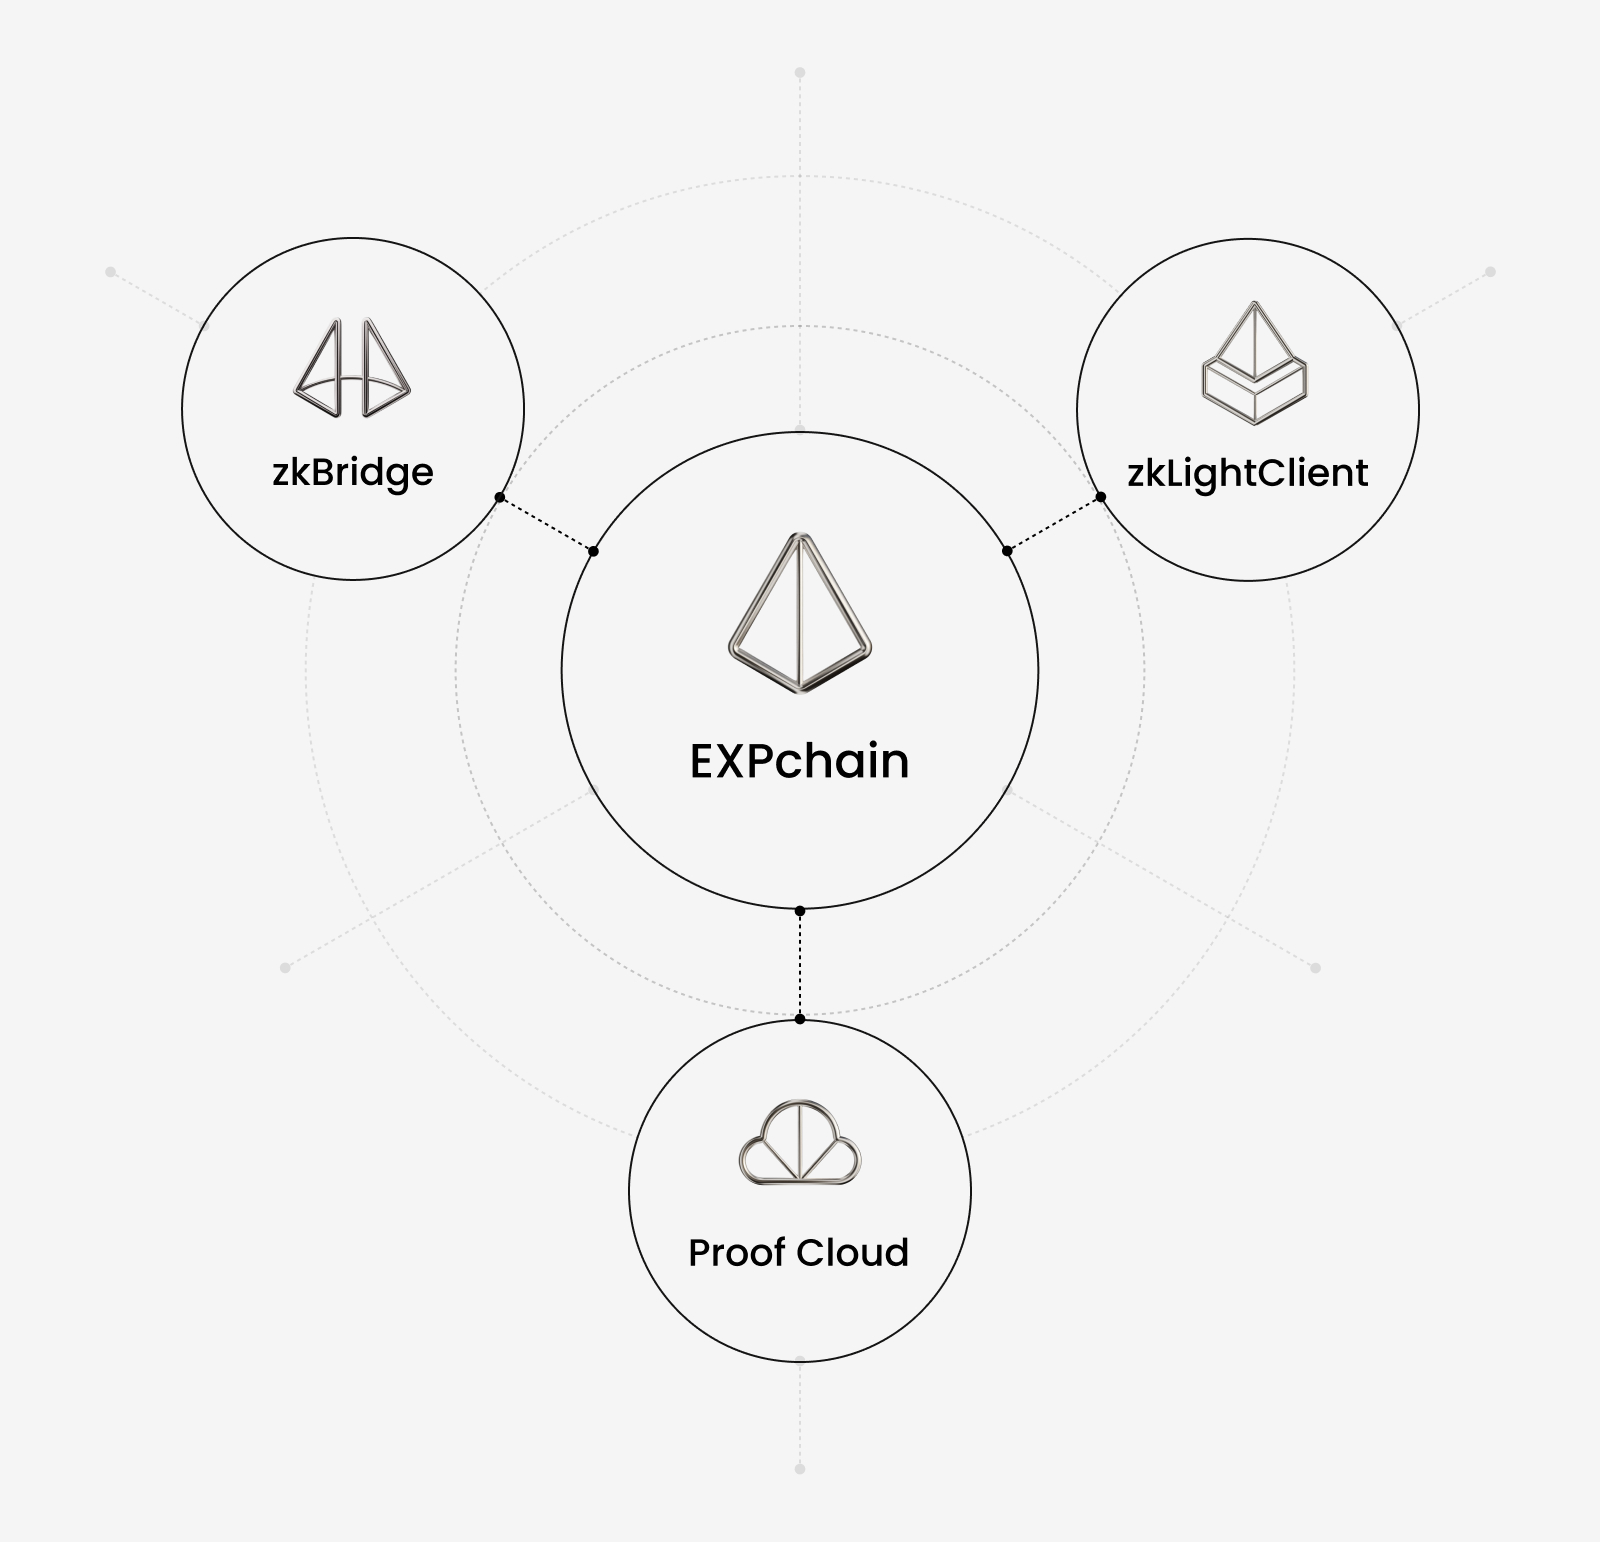 zkBridge
zkLightClient
EXPchain
Proof Cloud